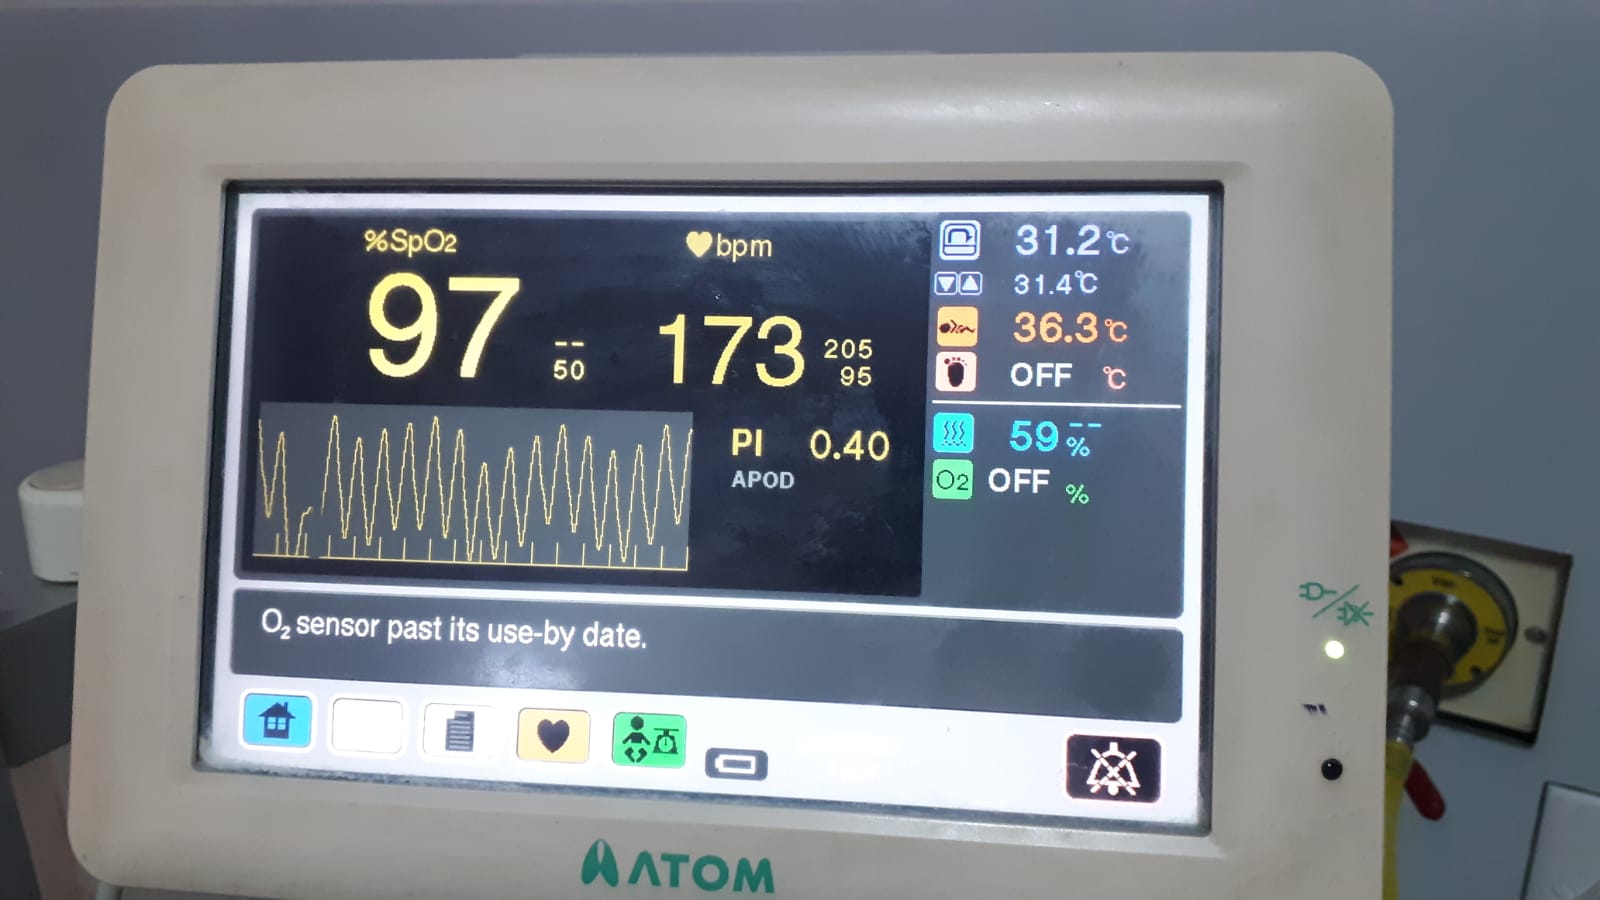 %SpO2
97
--
50
bpm
173
205
95
PI 0.40
APOD
31.2℃
31.4℃
36.3℃
OFF ℃
59 --%
O2 OFF %
O₂ sensor past its use-by date.
ATOM